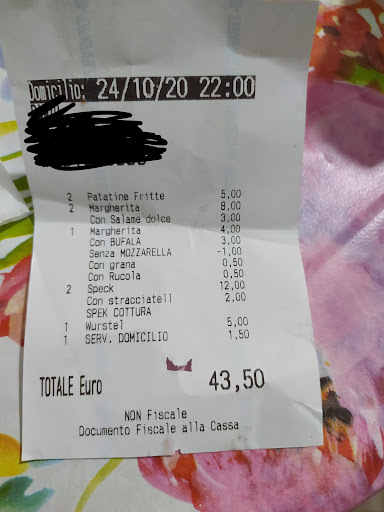 Domicilio: 24/10/20 22:00
2 Patatine Fritte 5,00
2 Margherita 8,00
Con Salame dolce 3,00
1 Margherita 4,00
Con BUFALA 3,00
Senza MOZZARELLA -1,00
Con grana 0,50
Con Rucola 0,50
2 Speck 12,00
Con stracciatell 2,00
SPEK COTTURA
1 Wurstel 5,00
1 SERV. DOMICILIO 1,50
TOTALE Euro 43,50
NON Fiscale
Documento Fiscale alla Cassa